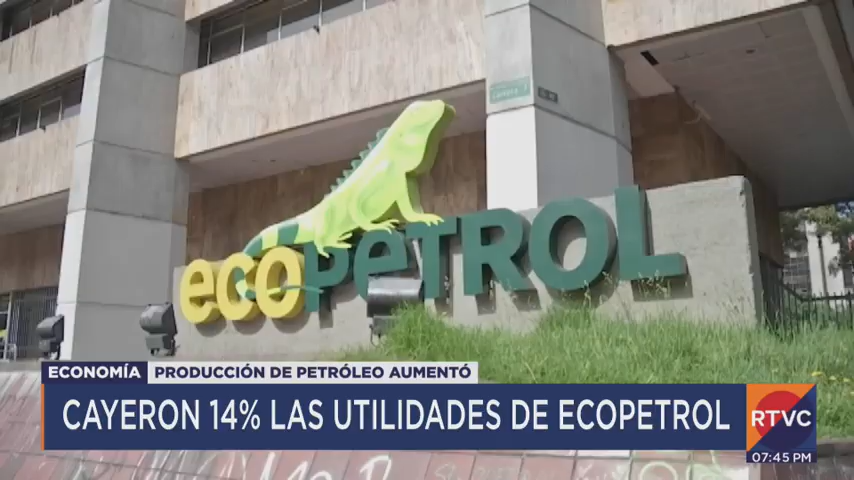 ecopetrol
ECONOMÍA
PRODUCCIÓN DE PETRÓLEO AUMENTÓ
CAYERON 14% LAS UTILIDADES DE ECOPETROL
RTVC
07:45 PM